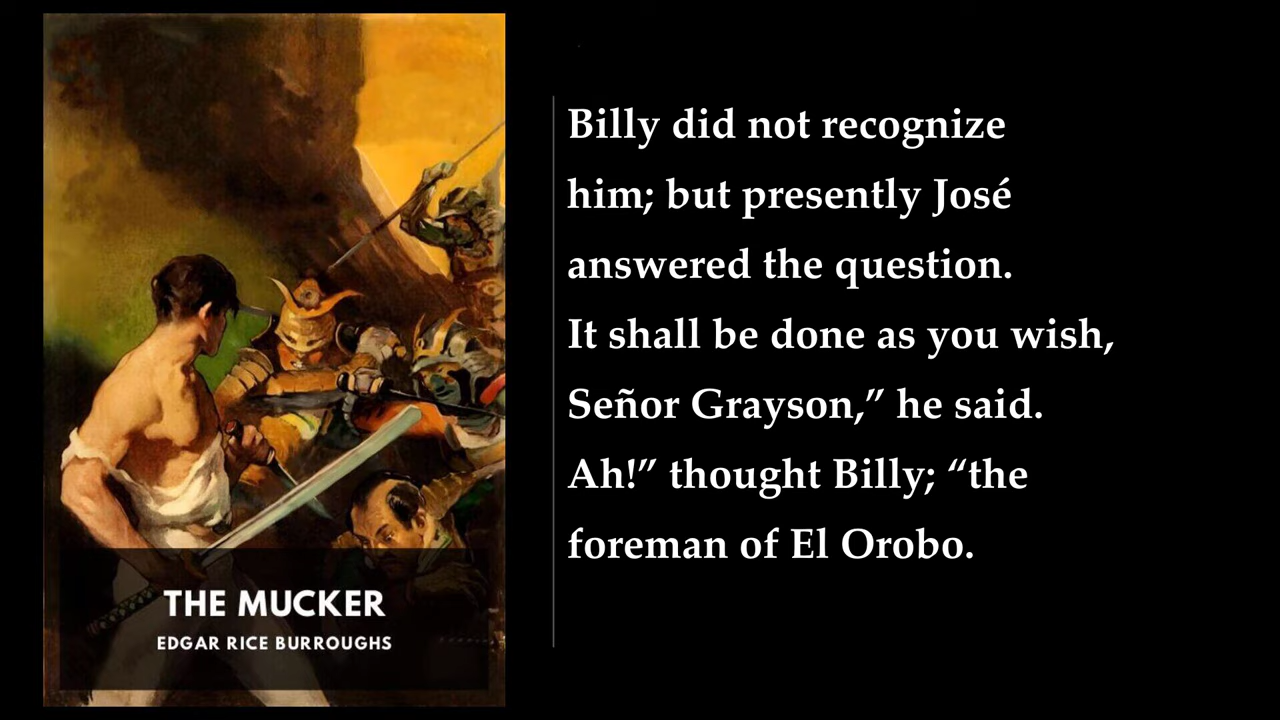 Billy did not recognize
him; but presently José
answered the question.
It shall be done as you wish,
Señor Grayson,” he said.
Ah!” thought Billy; “the
foreman of El Orobo.
THE MUCKER
EDGAR RICE BURROUGHS